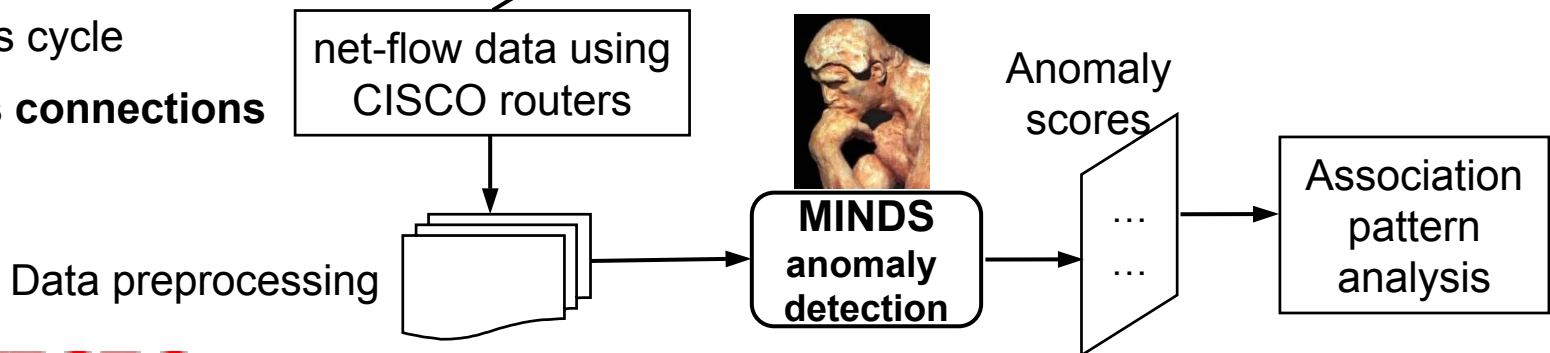 s cycle
connections
net-flow data using
CISCO routers
Anomaly
scores
Association
pattern
analysis
MINDS
anomaly
detection
...
...
Data preprocessing